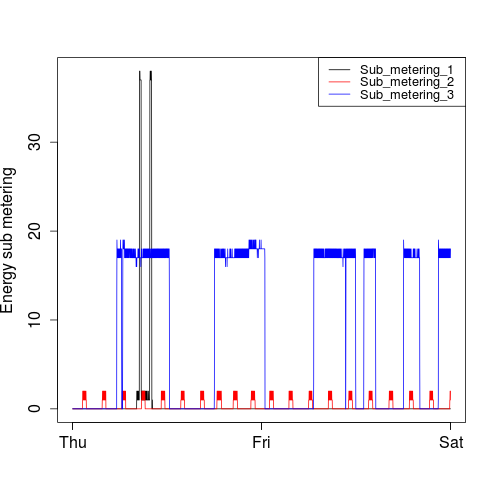 Sub_metering_1
Sub_metering_2
Sub_metering_3
Energy sub metering
30
20
10
0
Thu Fri Sat